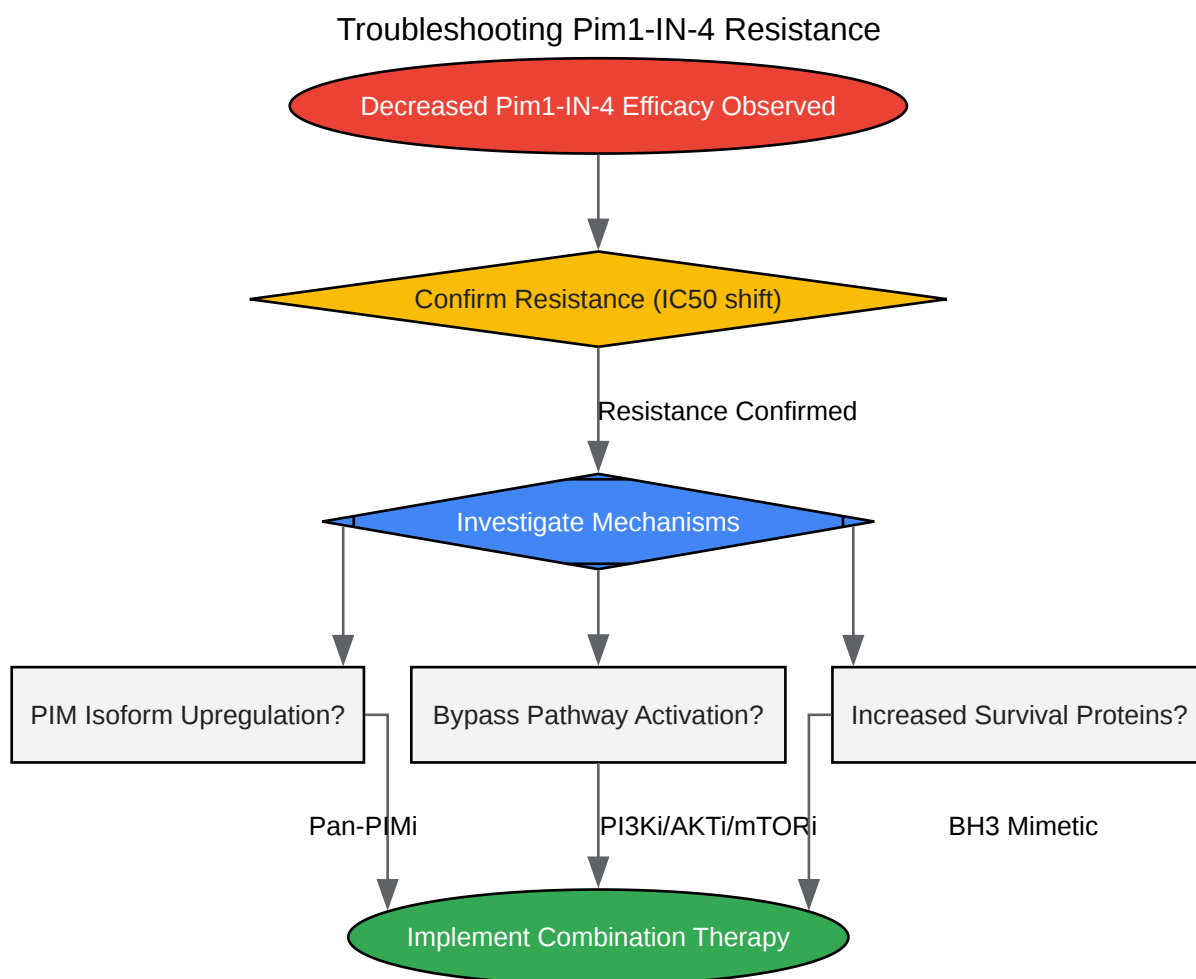 Troubleshooting Pim1-IN-4 Resistance
Decreased Pim1-IN-4 Efficacy Observed
Confirm Resistance (IC50 shift)
Resistance Confirmed
Investigate Mechanisms
PIM Isoform Upregulation?
Bypass Pathway Activation?
Increased Survival Proteins?
Pan-PIMi
PI3Ki/AKTi/mTORi
BH3 Mimetic
Implement Combination Therapy